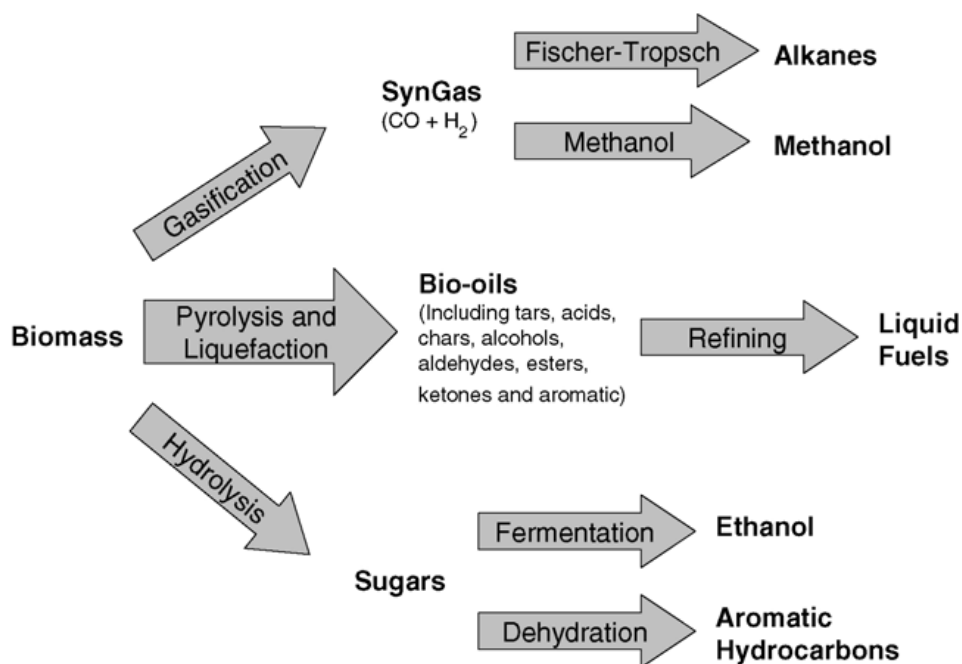 Fischer-Tropsch
Alkanes
SynGas
(CO + H₂)
Methanol
Methanol
Gasification
Biomass
Pyrolysis and
Liquefaction
Bio-oils
(Including tars, acids,
chars, alcohols,
aldehydes, esters,
ketones and aromatic)
Refining
Liquid
Fuels
Hydrolysis
Sugars
Fermentation
Ethanol
Dehydration
Aromatic
Hydrocarbons